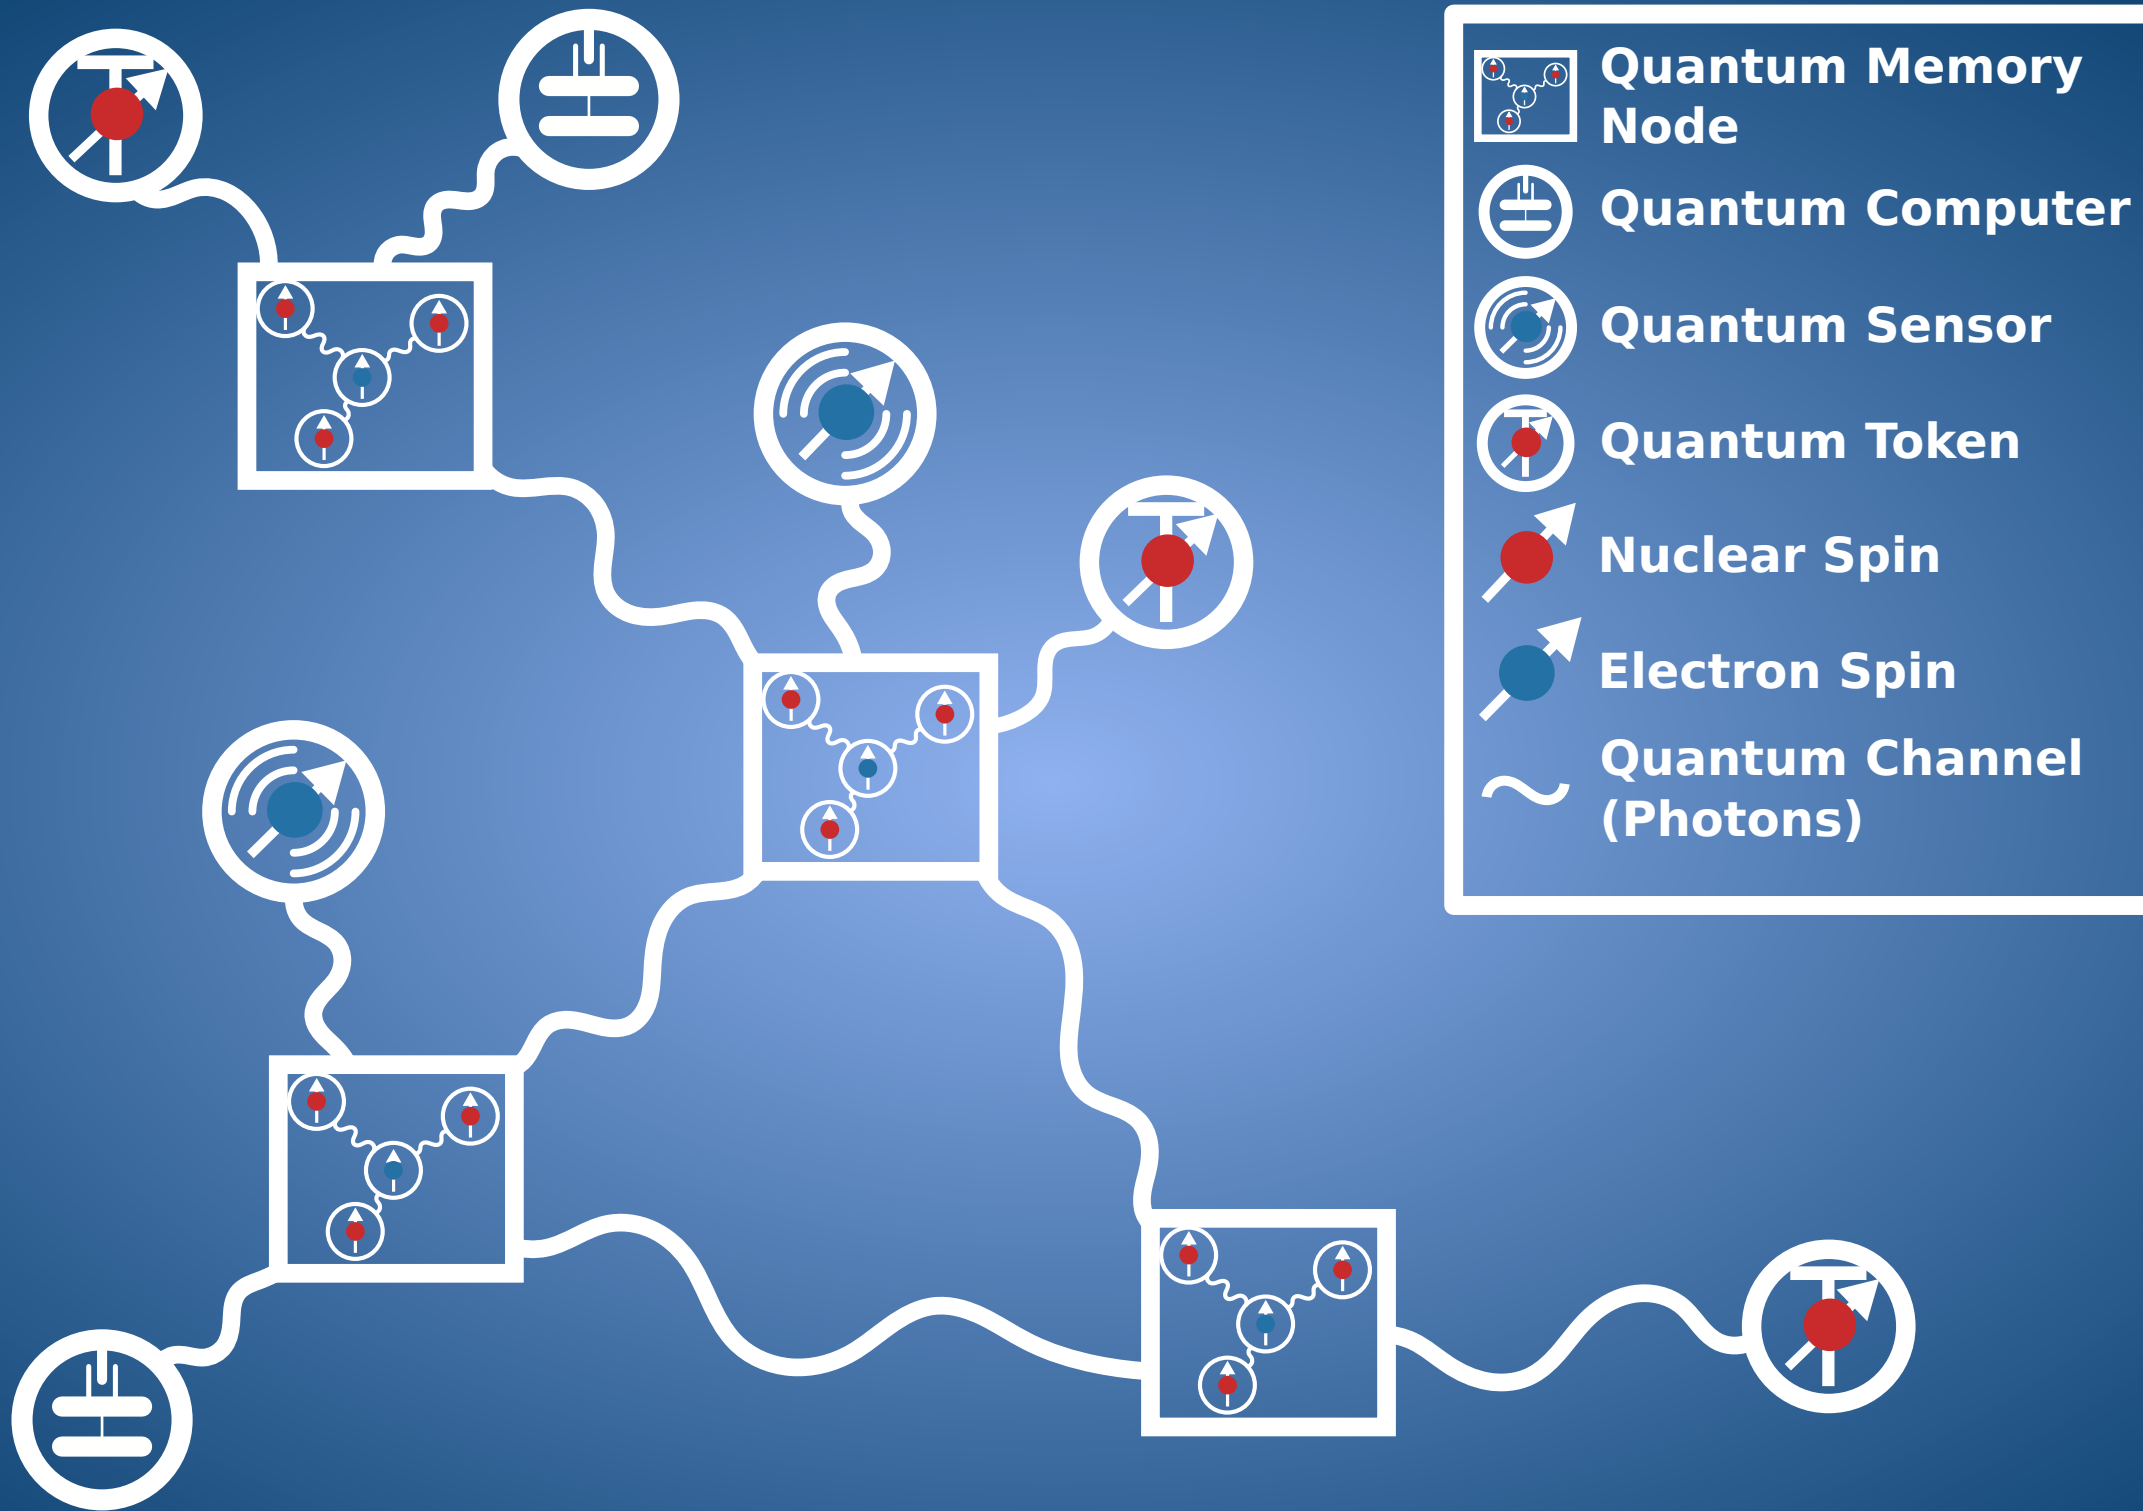 Quantum Memory
Node
Quantum Computer
Quantum Sensor
Quantum Token
Nuclear Spin
Electron Spin
Quantum Channel
(Photons)